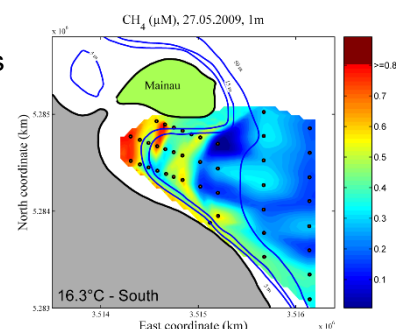 CH₄ (µM), 27.05.2009, 1m
s
x 10⁶
Mainau
50 m
15 m
5.285
5.284
5.283
North coordinate (km)
16.3°C - South
3.514
3.515
3.516
x 10⁶
East coordinate (km)
>=0.8
0.7
0.6
0.5
0.4
0.3
0.2
0.1